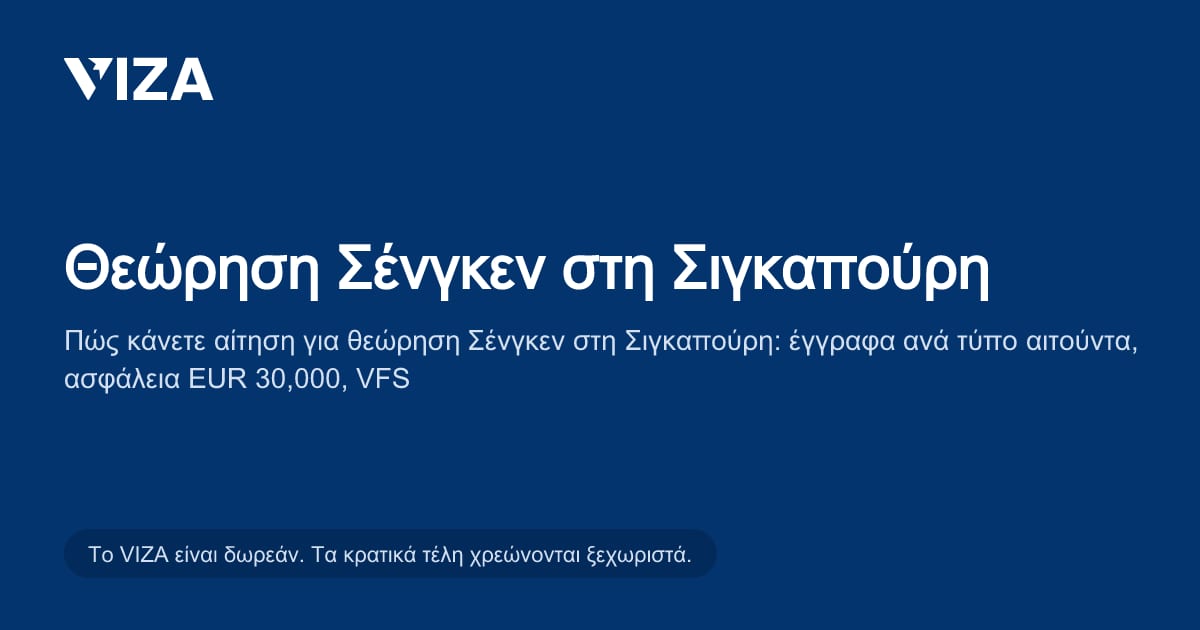 VIZA
Θεώρηση Σένγκεν στη Σιγκαπούρη
Πώς κάνετε αίτηση για θεώρηση Σένγκεν στη Σιγκαπούρη: έγγραφα ανά τύπο αιτούντα,
ασφάλεια EUR 30,000, VFS
Το VIZA είναι δωρεάν. Τα κρατικά τέλη χρεώνονται ξεχωριστά.